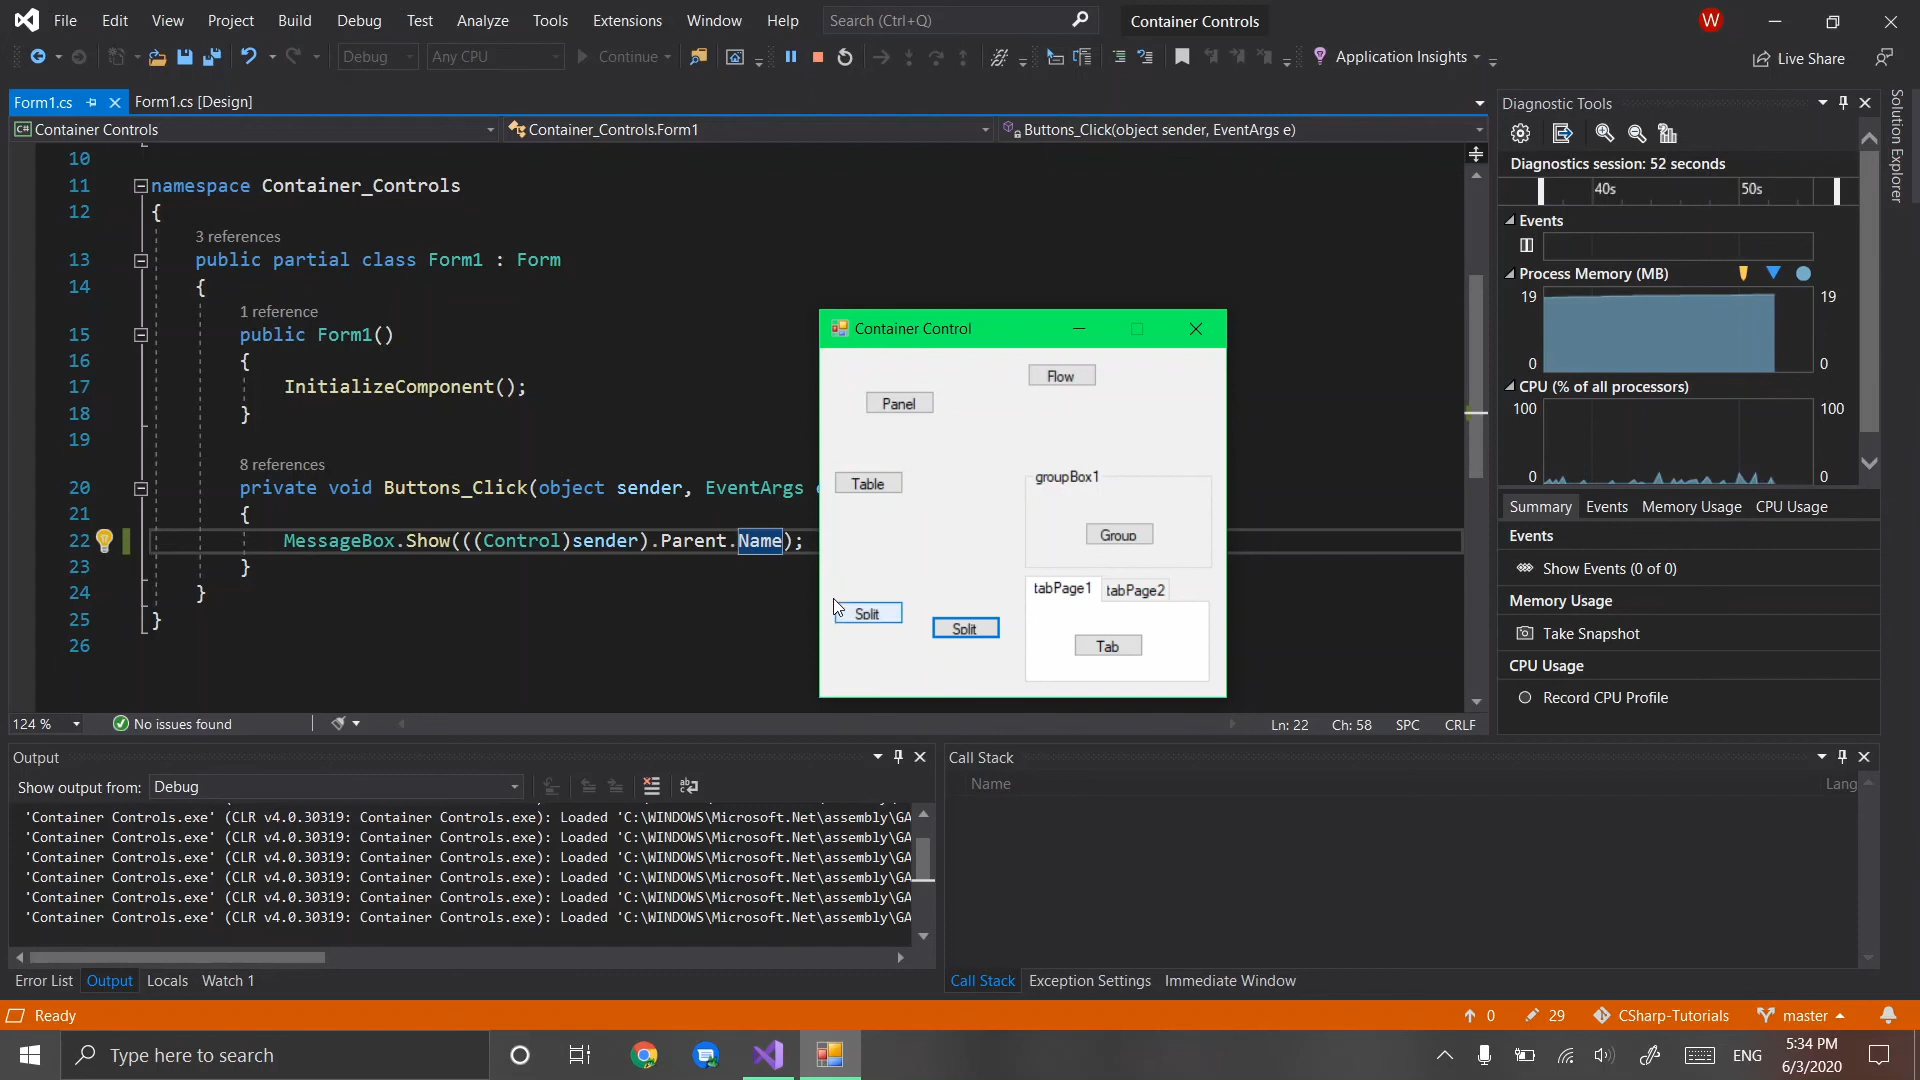 File Edit View Project Build Debug Test Analyze Tools Extensions Window Help Search (Ctrl+Q) Container Controls W
Debug Any CPU Continue Application Insights Live Share
Form1.cs Form1.cs [Design]
C# Container Controls Container_Controls.Form1 Buttons_Click(object sender, EventArgs e)
10
11 namespace Container_Controls
12 {
3 references
13 public partial class Form1 : Form
14 {
1 reference
15 public Form1()
16 {
17 InitializeComponent();
18 }
19
8 references
20 private void Buttons_Click(object sender, EventArgs
21 {
22 MessageBox.Show(((Control)sender).Parent.Name);
23 }
24 }
25 }
26
Container Control
Flow
Panel
Table
groupBox1
Group
tabPage1 tabPage2
Split
Split
Tab
124 % No issues found Ln: 22 Ch: 58 SPC CRLF
Diagnostic Tools
Diagnostics session: 52 seconds
40s 50s
Events
Process Memory (MB)
19 19
0 0
CPU (% of all processors)
100 100
0 0
Summary Events Memory Usage CPU Usage
Events
Show Events (0 of 0)
Memory Usage
Take Snapshot
CPU Usage
Record CPU Profile
Solution Explorer
Output
Show output from: Debug
'Container Controls.exe' (CLR v4.0.30319: Container Controls.exe): Loaded 'C:\WINDOWS\Microsoft.Net\assembly\GA
'Container Controls.exe' (CLR v4.0.30319: Container Controls.exe): Loaded 'C:\WINDOWS\Microsoft.Net\assembly\GA
'Container Controls.exe' (CLR v4.0.30319: Container Controls.exe): Loaded 'C:\WINDOWS\Microsoft.Net\assembly\GA
'Container Controls.exe' (CLR v4.0.30319: Container Controls.exe): Loaded 'C:\WINDOWS\Microsoft.Net\assembly\GA
'Container Controls.exe' (CLR v4.0.30319: Container Controls.exe): Loaded 'C:\WINDOWS\Microsoft.Net\assembly\GA
'Container Controls.exe' (CLR v4.0.30319: Container Controls.exe): Loaded 'C:\WINDOWS\Microsoft.Net\assembly\GA
Error List Output Locals Watch 1
Call Stack
Name Lang
Call Stack Exception Settings Immediate Window
Ready 0 29 CSharp-Tutorials master
Type here to search ENG 5:34 PM
6/3/2020